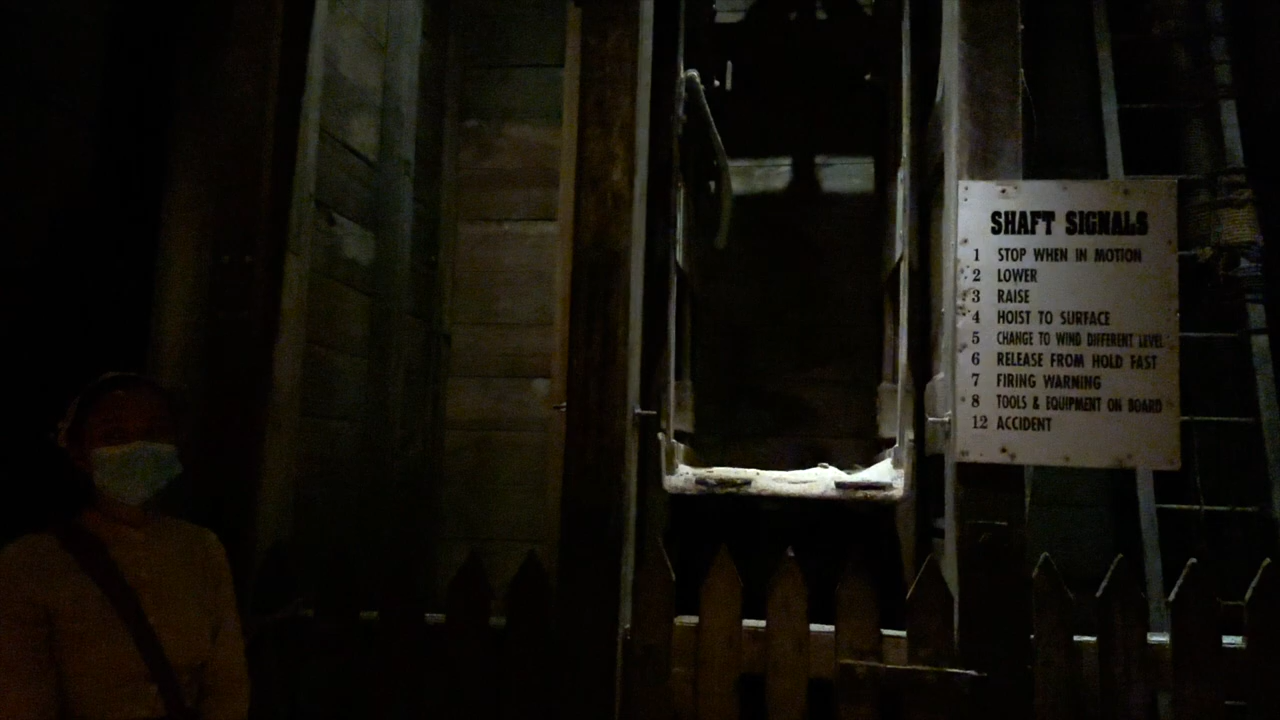 SHAFT SIGNALS
1 STOP WHEN IN MOTION
2 LOWER
3 RAISE
4 HOIST TO SURFACE
5 CHANGE TO WIND DIFFERENT LEVEL
6 RELEASE FROM HOLD FAST
7 FIRING WARNING
8 TOOLS & EQUIPMENT ON BOARD
12 ACCIDENT